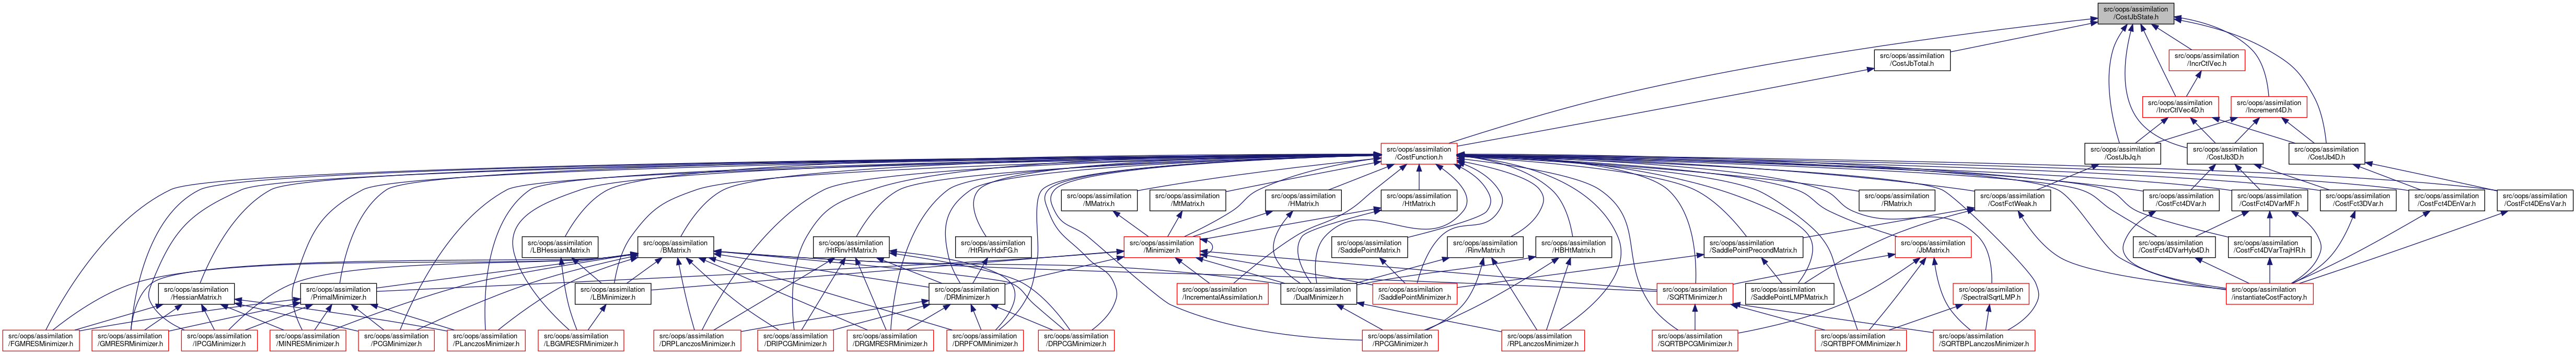 src/oops/assimilation
/CostJbState.h
src/oops/assimilation
/CostJbTotal.h
src/oops/assimilation
/IncrCtlVec.h
src/oops/assimilation
/IncrCtlVec4D.h
src/oops/assimilation
/Increment4D.h
src/oops/assimilation
/CostFunction.h
src/oops/assimilation
/CostJbJq.h
src/oops/assimilation
/CostJb3D.h
src/oops/assimilation
/CostJb4D.h
src/oops/assimilation
/MMatrix.h
src/oops/assimilation
/MtMatrix.h
src/oops/assimilation
/HMatrix.h
src/oops/assimilation
/HtMatrix.h
src/oops/assimilation
/RMatrix.h
src/oops/assimilation
/CostFctWeak.h
src/oops/assimilation
/CostFct4DVar.h
src/oops/assimilation
/CostFct4DVarMF.h
src/oops/assimilation
/CostFct3DVar.h
src/oops/assimilation
/CostFct4DEnVar.h
src/oops/assimilation
/CostFct4DEnsVar.h
src/oops/assimilation
/LBHessianMatrix.h
src/oops/assimilation
/BMatrix.h
src/oops/assimilation
/HtRinvHMatrix.h
src/oops/assimilation
/HtRinvHdxFG.h
src/oops/assimilation
/Minimizer.h
src/oops/assimilation
/SaddlePointMatrix.h
src/oops/assimilation
/RinvMatrix.h
src/oops/assimilation
/HBHtMatrix.h
src/oops/assimilation
/SaddlePointPrecondMatrix.h
src/oops/assimilation
/JbMatrix.h
src/oops/assimilation
/CostFct4DVarHyb4D.h
src/oops/assimilation
/CostFct4DVarTrajHR.h
src/oops/assimilation
/HessianMatrix.h
src/oops/assimilation
/PrimalMinimizer.h
src/oops/assimilation
/LBMinimizer.h
src/oops/assimilation
/DRMinimizer.h
src/oops/assimilation
/IncrementalAssimilation.h
src/oops/assimilation
/DualMinimizer.h
src/oops/assimilation
/SaddlePointMinimizer.h
src/oops/assimilation
/SQRTMinimizer.h
src/oops/assimilation
/SaddlePointLMPMatrix.h
src/oops/assimilation
/SpectralSqrtLMP.h
src/oops/assimilation
/instantiateCostFactory.h
src/oops/assimilation
/FGMRESMinimizer.h
src/oops/assimilation
/GMRESRMinimizer.h
src/oops/assimilation
/IPCGMinimizer.h
src/oops/assimilation
/MINRESMinimizer.h
src/oops/assimilation
/PCGMinimizer.h
src/oops/assimilation
/PLanczosMinimizer.h
src/oops/assimilation
/LBGMRESRMinimizer.h
src/oops/assimilation
/DRPLanczosMinimizer.h
src/oops/assimilation
/DRIPCGMinimizer.h
src/oops/assimilation
/DRGMRESRMinimizer.h
src/oops/assimilation
/DRPFOMMinimizer.h
src/oops/assimilation
/DRPCGMinimizer.h
src/oops/assimilation
/RPCGMinimizer.h
src/oops/assimilation
/RPLanczosMinimizer.h
src/oops/assimilation
/SQRTBPCGMinimizer.h
src/oops/assimilation
/SQRTBPFOMMinimizer.h
src/oops/assimilation
/SQRTBPLanczosMinimizer.h